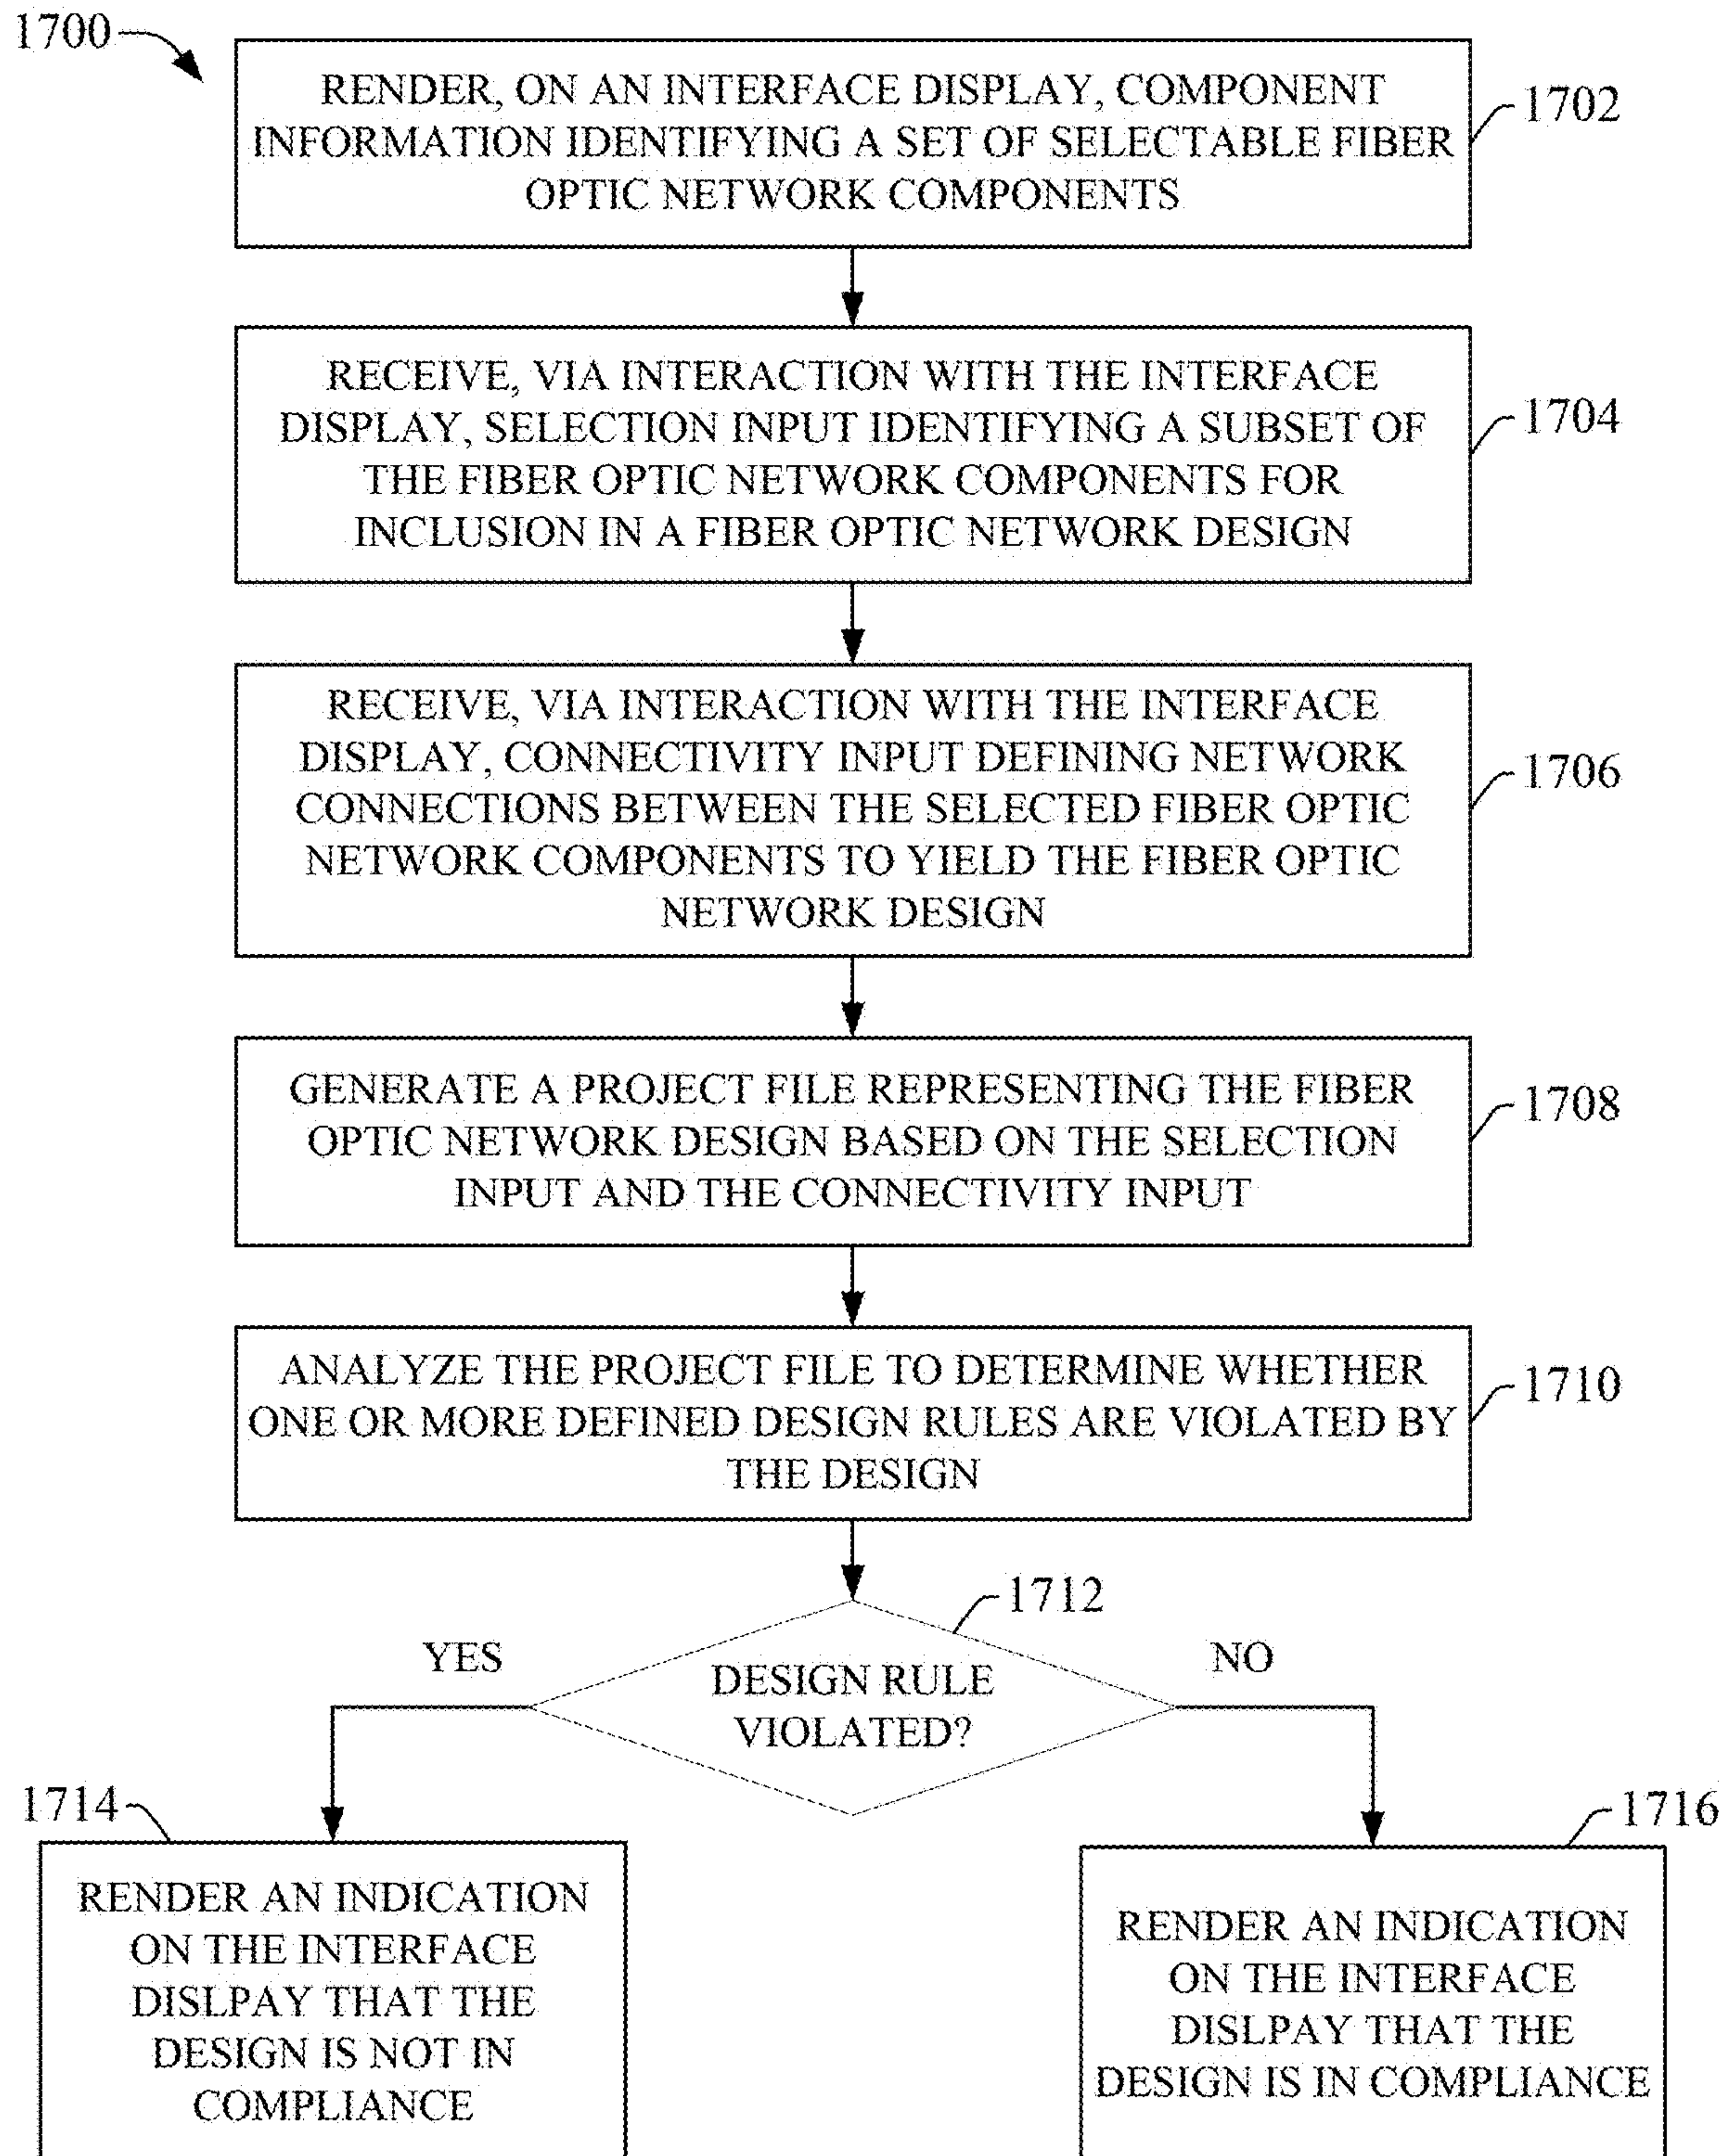 1700
RENDER, ON AN INTERFACE DISPLAY, COMPONENT
INFORMATION IDENTIFYING A SET OF SELECTABLE FIBER
OPTIC NETWORK COMPONENTS
1702
RECEIVE, VIA INTERACTION WITH THE INTERFACE
DISPLAY, SELECTION INPUT IDENTIFYING A SUBSET OF
THE FIBER OPTIC NETWORK COMPONENTS FOR
INCLUSION IN A FIBER OPTIC NETWORK DESIGN
1704
RECEIVE, VIA INTERACTION WITH THE INTERFACE
DISPLAY, CONNECTIVITY INPUT DEFINING NETWORK
CONNECTIONS BETWEEN THE SELECTED FIBER OPTIC
NETWORK COMPONENTS TO YIELD THE FIBER OPTIC
NETWORK DESIGN
1706
GENERATE A PROJECT FILE REPRESENTING THE FIBER
OPTIC NETWORK DESIGN BASED ON THE SELECTION
INPUT AND THE CONNECTIVITY INPUT
1708
ANALYZE THE PROJECT FILE TO DETERMINE WHETHER
ONE OR MORE DEFINED DESIGN RULES ARE VIOLATED BY
THE DESIGN
1710
1712
YES
DESIGN RULE
VIOLATED?
NO
1714
RENDER AN INDICATION
ON THE INTERFACE
DISLPAY THAT THE
DESIGN IS NOT IN
COMPLIANCE
1716
RENDER AN INDICATION
ON THE INTERFACE
DISLPAY THAT THE
DESIGN IS IN COMPLIANCE